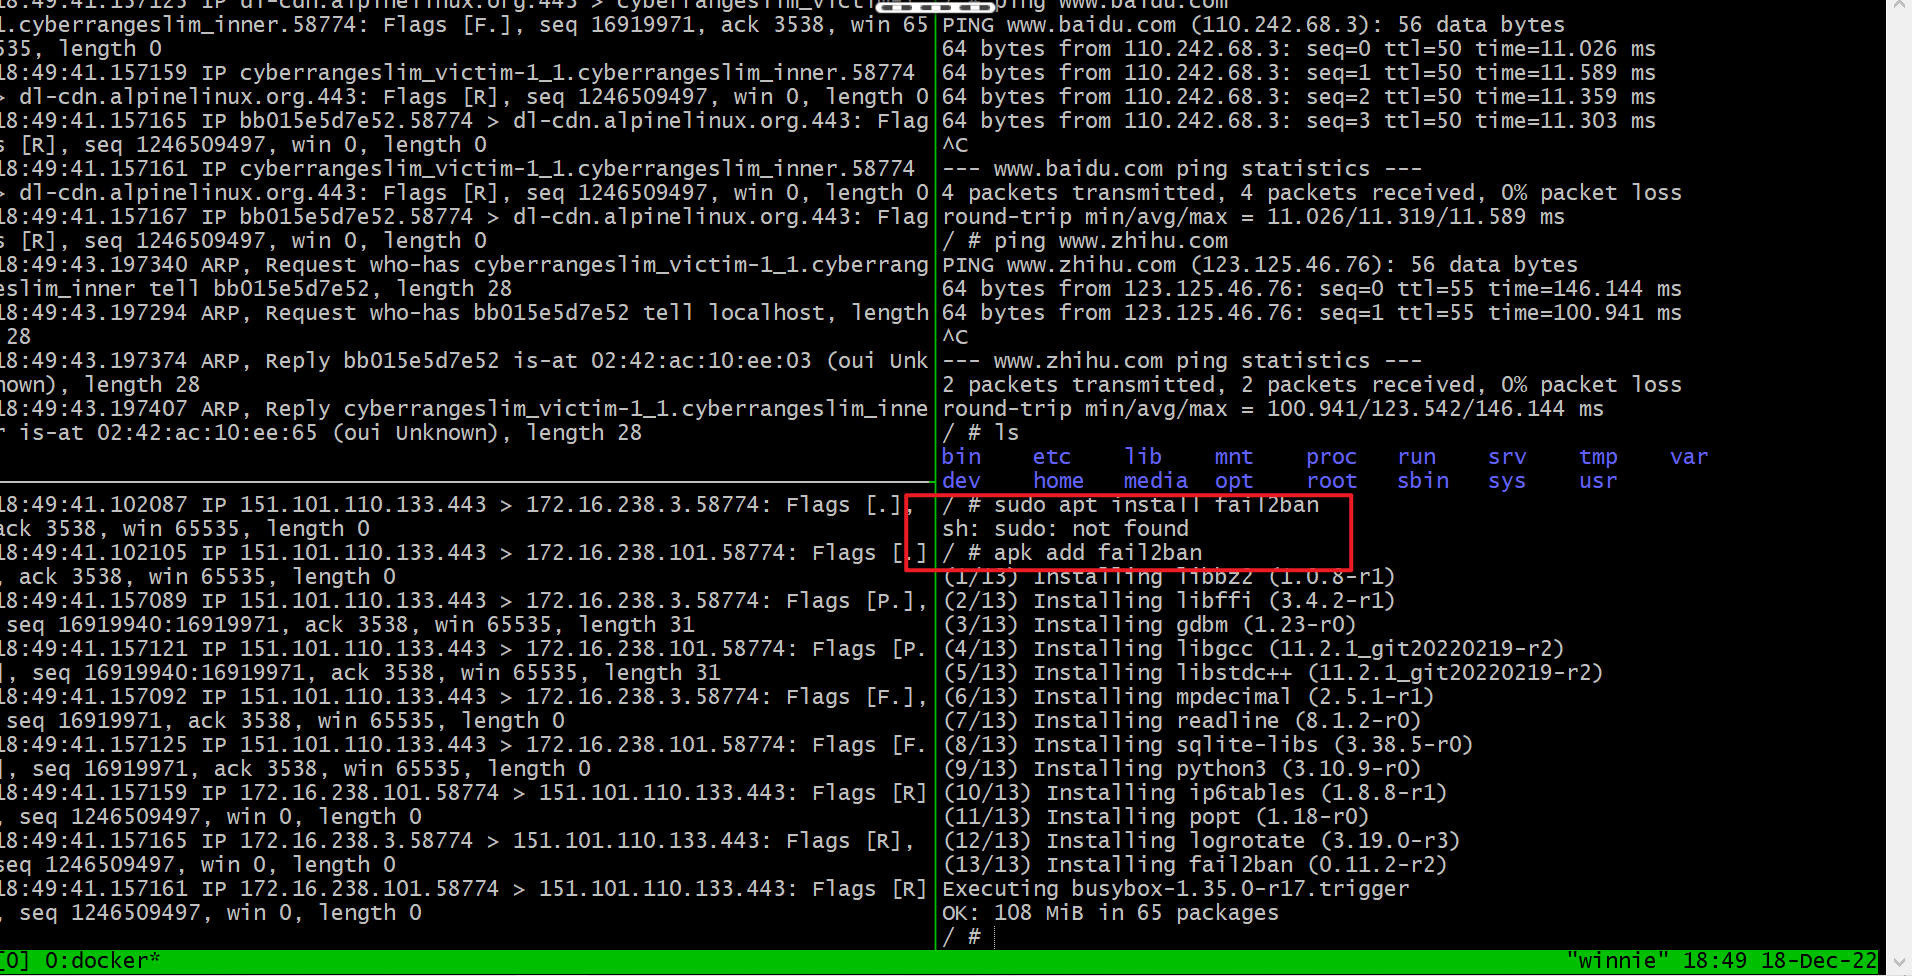 18:49:41.157125 IP dl-cdn.alpinelinux.org.443 > cyberrangeslim_victim-1_
1.cyberrangeslim_inner.58774: Flags [F.], seq 16919971, ack 3538, win 65
535, length 0
18:49:41.157159 IP cyberrangeslim_victim-1_1.cyberrangeslim_inner.58774
> dl-cdn.alpinelinux.org.443: Flags [R], seq 1246509497, win 0, length 0
18:49:41.157165 IP bb015e5d7e52.58774 > dl-cdn.alpinelinux.org.443: Flag
s [R], seq 1246509497, win 0, length 0
18:49:41.157161 IP cyberrangeslim_victim-1_1.cyberrangeslim_inner.58774
> dl-cdn.alpinelinux.org.443: Flags [R], seq 1246509497, win 0, length 0
18:49:41.157167 IP bb015e5d7e52.58774 > dl-cdn.alpinelinux.org.443: Flag
s [R], seq 1246509497, win 0, length 0
18:49:43.197340 ARP, Request who-has cyberrangeslim_victim-1_1.cyberrang
eslim_inner tell bb015e5d7e52, length 28
18:49:43.197294 ARP, Request who-has bb015e5d7e52 tell localhost, length
28
18:49:43.197374 ARP, Reply bb015e5d7e52 is-at 02:42:ac:10:ee:03 (oui Unk
nown), length 28
18:49:43.197407 ARP, Reply cyberrangeslim_victim-1_1.cyberrangeslim_inne
r is-at 02:42:ac:10:ee:65 (oui Unknown), length 28
18:49:41.102087 IP 151.101.110.133.443 > 172.16.238.3.58774: Flags [.],
ack 3538, win 65535, length 0
18:49:41.102105 IP 151.101.110.133.443 > 172.16.238.101.58774: Flags [.]
, ack 3538, win 65535, length 0
18:49:41.157089 IP 151.101.110.133.443 > 172.16.238.3.58774: Flags [P.],
seq 16919940:16919971, ack 3538, win 65535, length 31
18:49:41.157121 IP 151.101.110.133.443 > 172.16.238.101.58774: Flags [P.
], seq 16919940:16919971, ack 3538, win 65535, length 31
18:49:41.157092 IP 151.101.110.133.443 > 172.16.238.3.58774: Flags [F.],
seq 16919971, ack 3538, win 65535, length 0
18:49:41.157125 IP 151.101.110.133.443 > 172.16.238.101.58774: Flags [F.
], seq 16919971, ack 3538, win 65535, length 0
18:49:41.157159 IP 172.16.238.101.58774 > 151.101.110.133.443: Flags [R]
, seq 1246509497, win 0, length 0
18:49:41.157165 IP 172.16.238.3.58774 > 151.101.110.133.443: Flags [R],
seq 1246509497, win 0, length 0
18:49:41.157161 IP 172.16.238.101.58774 > 151.101.110.133.443: Flags [R]
, seq 1246509497, win 0, length 0
/ # ping www.baidu.com
PING www.baidu.com (110.242.68.3): 56 data bytes
64 bytes from 110.242.68.3: seq=0 ttl=50 time=11.026 ms
64 bytes from 110.242.68.3: seq=1 ttl=50 time=11.589 ms
64 bytes from 110.242.68.3: seq=2 ttl=50 time=11.359 ms
64 bytes from 110.242.68.3: seq=3 ttl=50 time=11.303 ms
^C
--- www.baidu.com ping statistics ---
4 packets transmitted, 4 packets received, 0% packet loss
round-trip min/avg/max = 11.026/11.319/11.589 ms
/ # ping www.zhihu.com
PING www.zhihu.com (123.125.46.76): 56 data bytes
64 bytes from 123.125.46.76: seq=0 ttl=55 time=146.144 ms
64 bytes from 123.125.46.76: seq=1 ttl=55 time=100.941 ms
^C
--- www.zhihu.com ping statistics ---
2 packets transmitted, 2 packets received, 0% packet loss
round-trip min/avg/max = 100.941/123.542/146.144 ms
/ # ls
bin etc lib mnt proc run srv tmp var
dev home media opt root sbin sys usr
/ # sudo apt install fail2ban
sh: sudo: not found
/ # apk add fail2ban
(1/13) Installing libbz2 (1.0.8-r1)
(2/13) Installing libffi (3.4.2-r1)
(3/13) Installing gdbm (1.23-r0)
(4/13) Installing libgcc (11.2.1_git20220219-r2)
(5/13) Installing libstdc++ (11.2.1_git20220219-r2)
(6/13) Installing mpdecimal (2.5.1-r1)
(7/13) Installing readline (8.1.2-r0)
(8/13) Installing sqlite-libs (3.38.5-r0)
(9/13) Installing python3 (3.10.9-r0)
(10/13) Installing ip6tables (1.8.8-r1)
(11/13) Installing popt (1.18-r0)
(12/13) Installing logrotate (3.19.0-r3)
(13/13) Installing fail2ban (0.11.2-r2)
Executing busybox-1.35.0-r17.trigger
OK: 108 MiB in 65 packages
/ #
[0] 0:docker* "winnie" 18:49 18-Dec-22